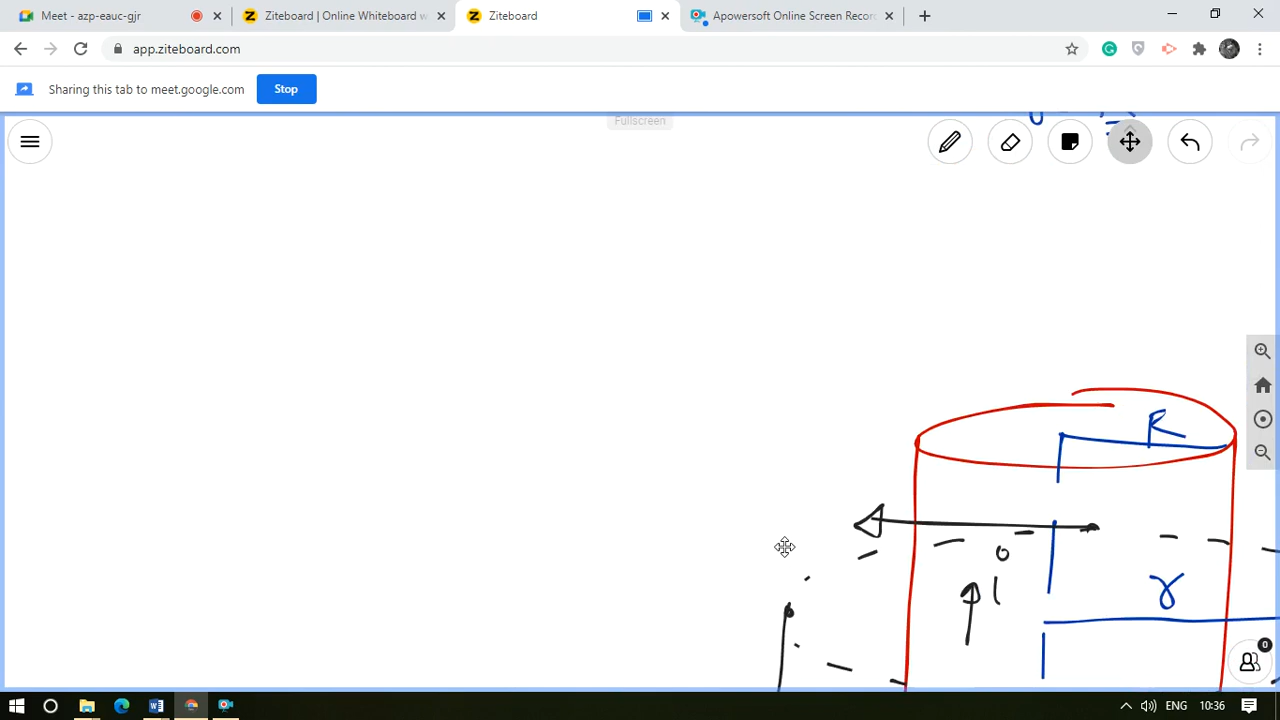 Meet - azp-eauc-gjr
Ziteboard | Online Whiteboard w
Ziteboard
Apowersoft Online Screen Recor
app.ziteboard.com
Sharing this tab to meet.google.com
Stop
Fullscreen
R
γ
0
ENG
10:36